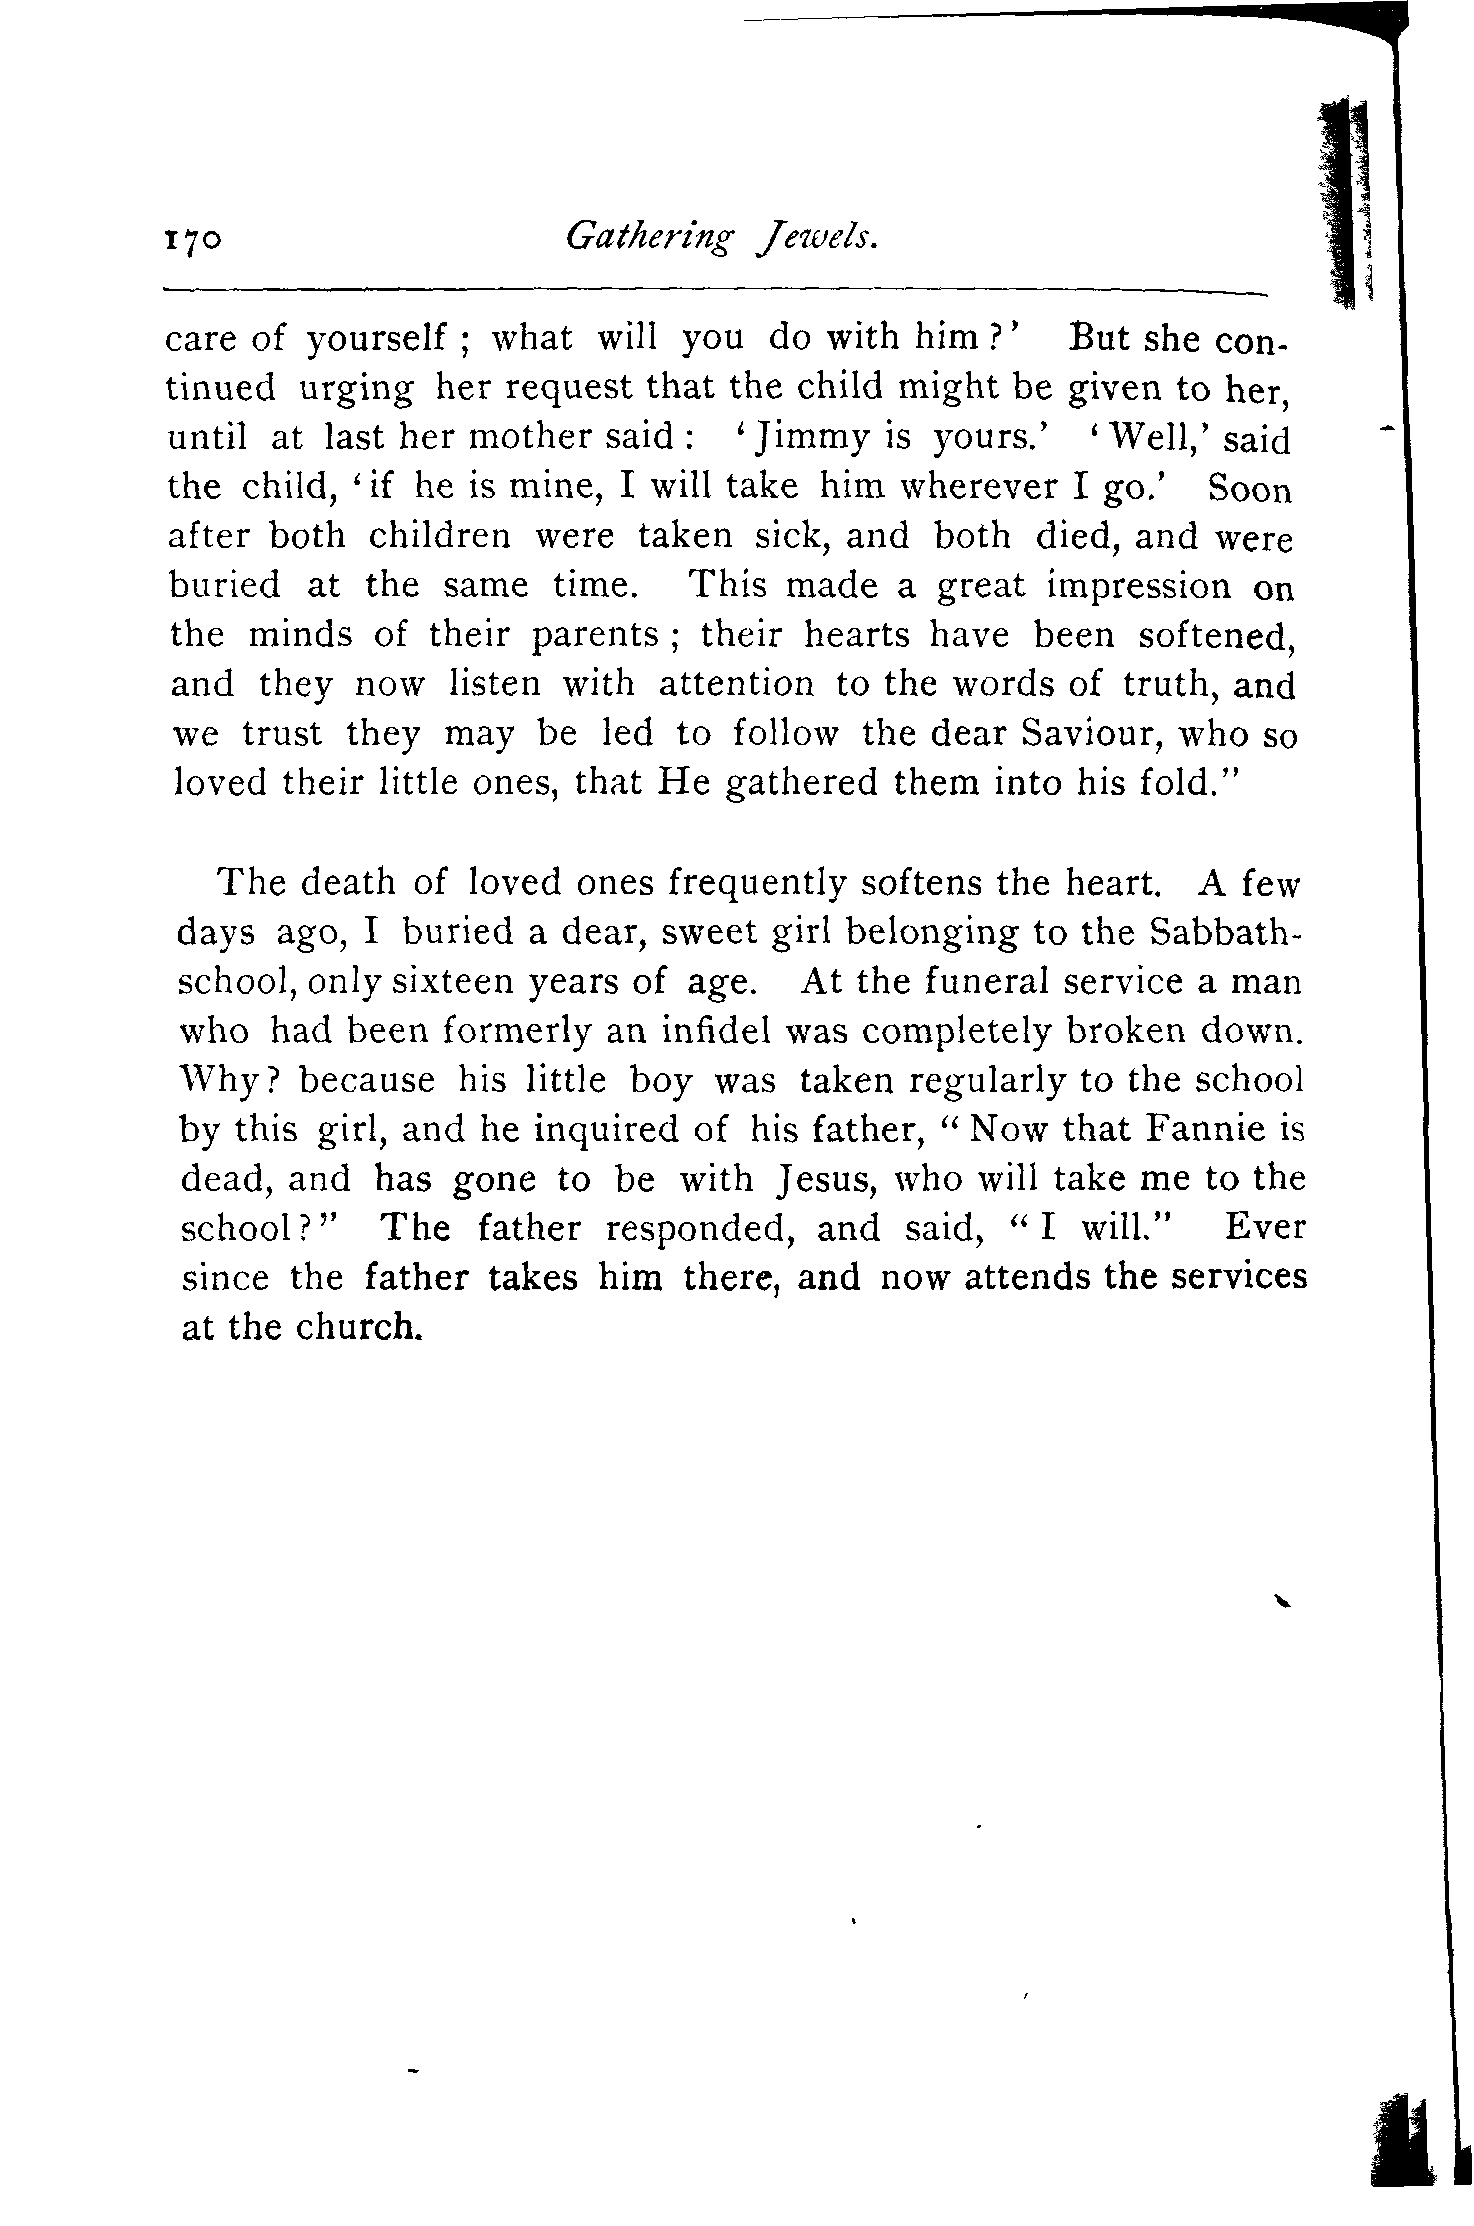 170 Gathering Jewels.
care of yourself ; what will you do with him ?’ But she con-
tinued urging her request that the child might be given to her,
until at last her mother said : ‘Jimmy is yours.’ ‘Well,’ said
the child, ‘if he is mine, I will take him wherever I go.’ Soon
after both children were taken sick, and both died, and were
buried at the same time. This made a great impression on
the minds of their parents ; their hearts have been softened,
and they now listen with attention to the words of truth, and
we trust they may be led to follow the dear Saviour, who so
loved their little ones, that He gathered them into his fold.”
The death of loved ones frequently softens the heart. A few
days ago, I buried a dear, sweet girl belonging to the Sabbath-
school, only sixteen years of age. At the funeral service a man
who had been formerly an infidel was completely broken down.
Why? because his little boy was taken regularly to the school
by this girl, and he inquired of his father, “ Now that Fannie is
dead, and has gone to be with Jesus, who will take me to the
school?” The father responded, and said, “ I will.” Ever
since the father takes him there, and now attends the services
at the church.